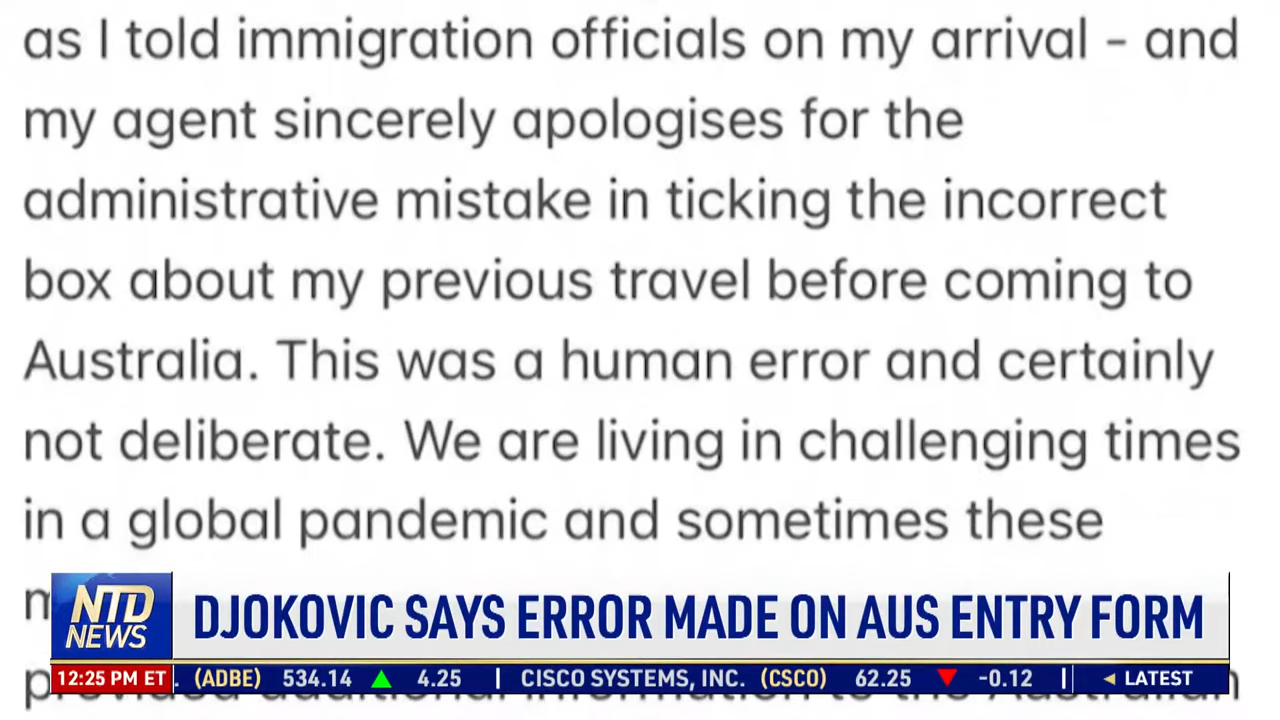 as I told immigration officials on my arrival - and
my agent sincerely apologises for the
administrative mistake in ticking the incorrect
box about my previous travel before coming to
Australia. This was a human error and certainly
not deliberate. We are living in challenging times
in a global pandemic and sometimes these
NTD
NEWS
DJOKOVIC SAYS ERROR MADE ON AUS ENTRY FORM
12:25 PM ET . (ADBE) 534.14 ▲ 4.25 | CISCO SYSTEMS, INC. (CSCO) 62.25 ▼ -0.12 | ◄ LATEST